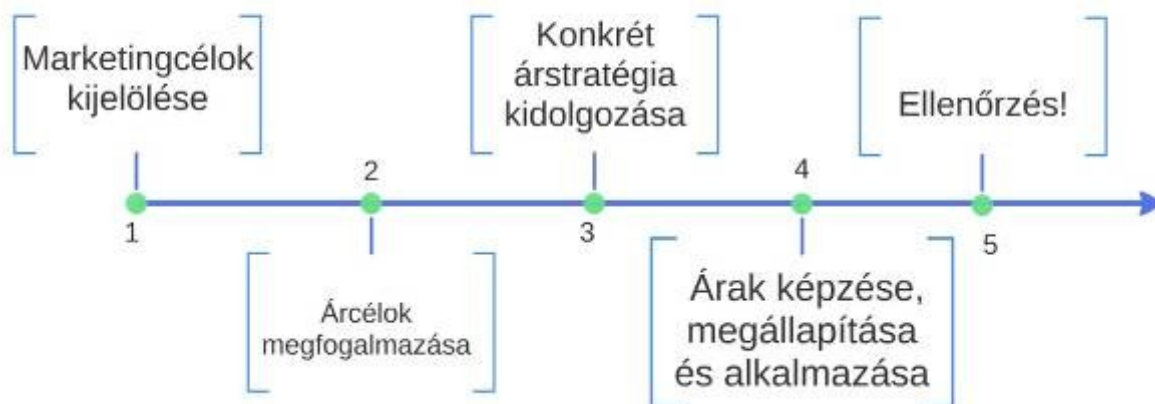 Marketingcélok
kijelölése
1
2
Árcélok
megfogalmazása
Konkrét
árstratégia
kidolgozása
3
4
Árak képzése,
megállapítása
és alkalmazása
Ellenőrzés!
5